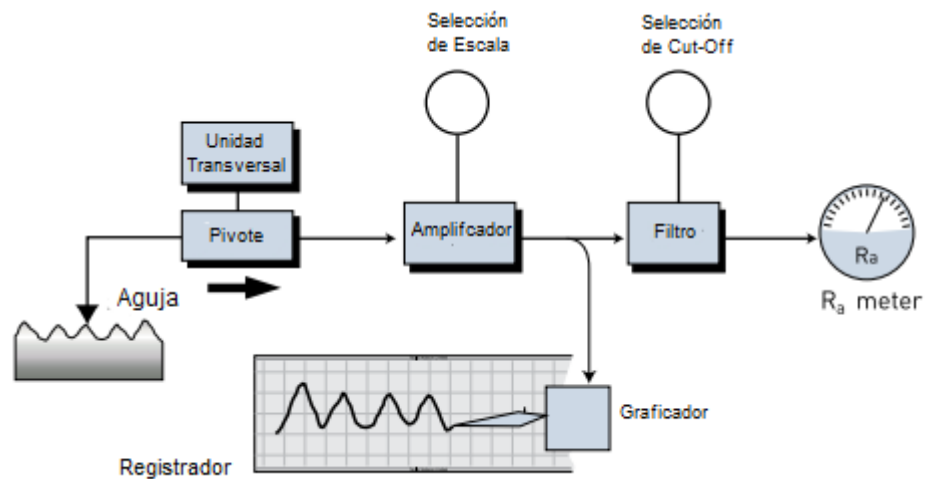 Selección
de Escala
Selección
de Cut-Off
Unidad
Transversal
Pivote
Amplifcador
Filtro
Ra
Ra meter
Aguja
Graficador
Registrador